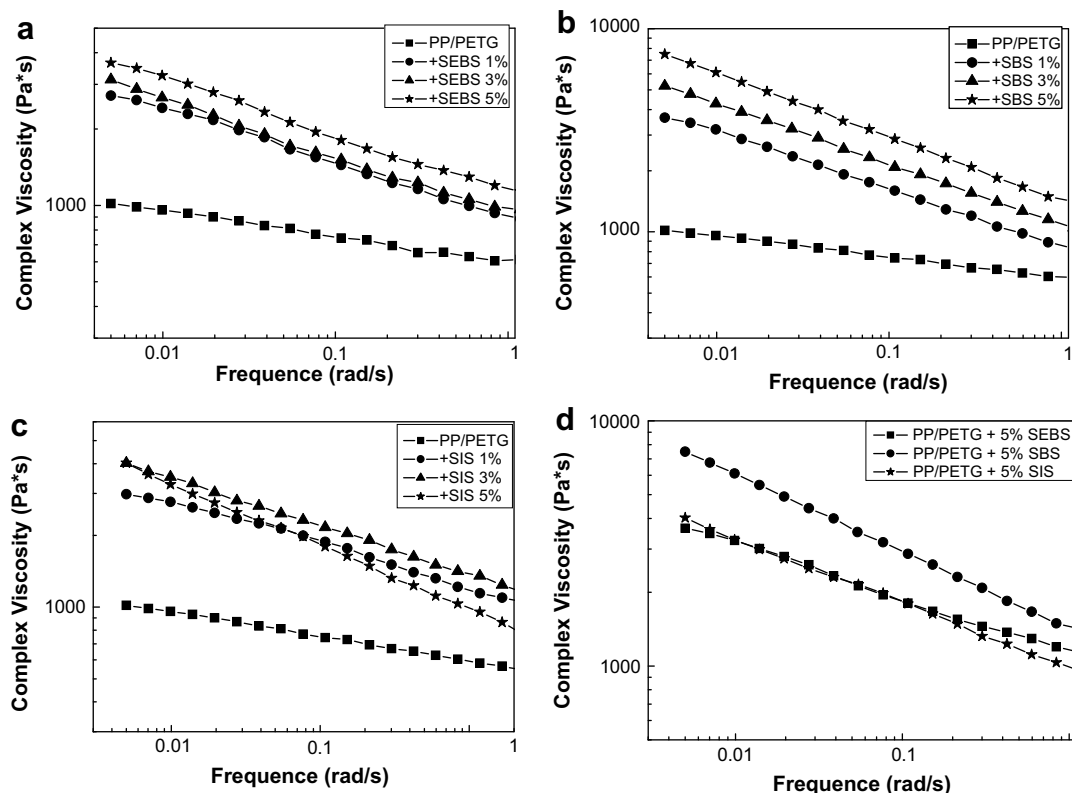 a
Complex Viscosity (Pa*s)
1000
0.01
0.1
1
Frequence (rad/s)
PP/PETG
+SEBS 1%
+SEBS 3%
+SEBS 5%
b
Complex Viscosity (Pa*s)
10000
1000
0.01
0.1
1
Frequence (rad/s)
PP/PETG
+SBS 1%
+SBS 3%
+SBS 5%
c
Complex Viscosity (Pa*s)
1000
0.01
0.1
1
Frequence (rad/s)
PP/PETG
+SIS 1%
+SIS 3%
+SIS 5%
d
Complex Viscosity (Pa*s)
10000
1000
0.01
0.1
1
Frequence (rad/s)
PP/PETG + 5% SEBS
PP/PETG + 5% SBS
PP/PETG + 5% SIS